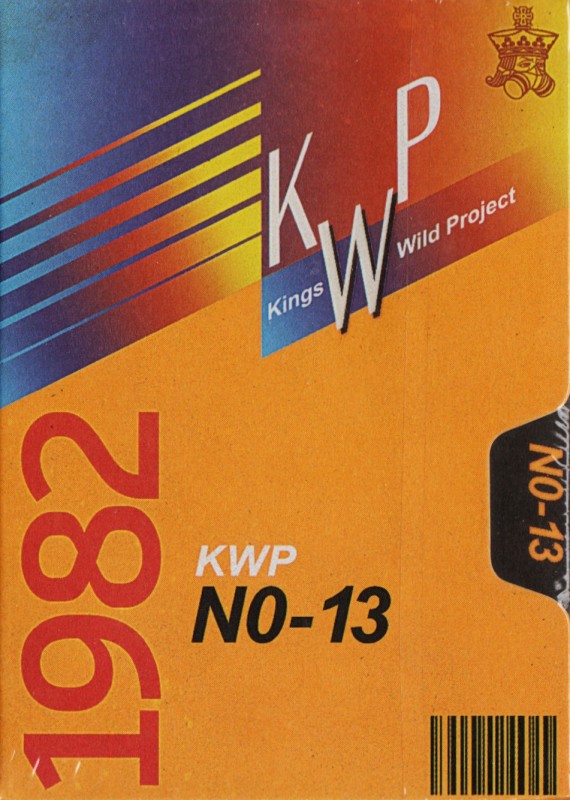 KWP
Kings Wild Project
1982
KWP
N0-13
N0-13